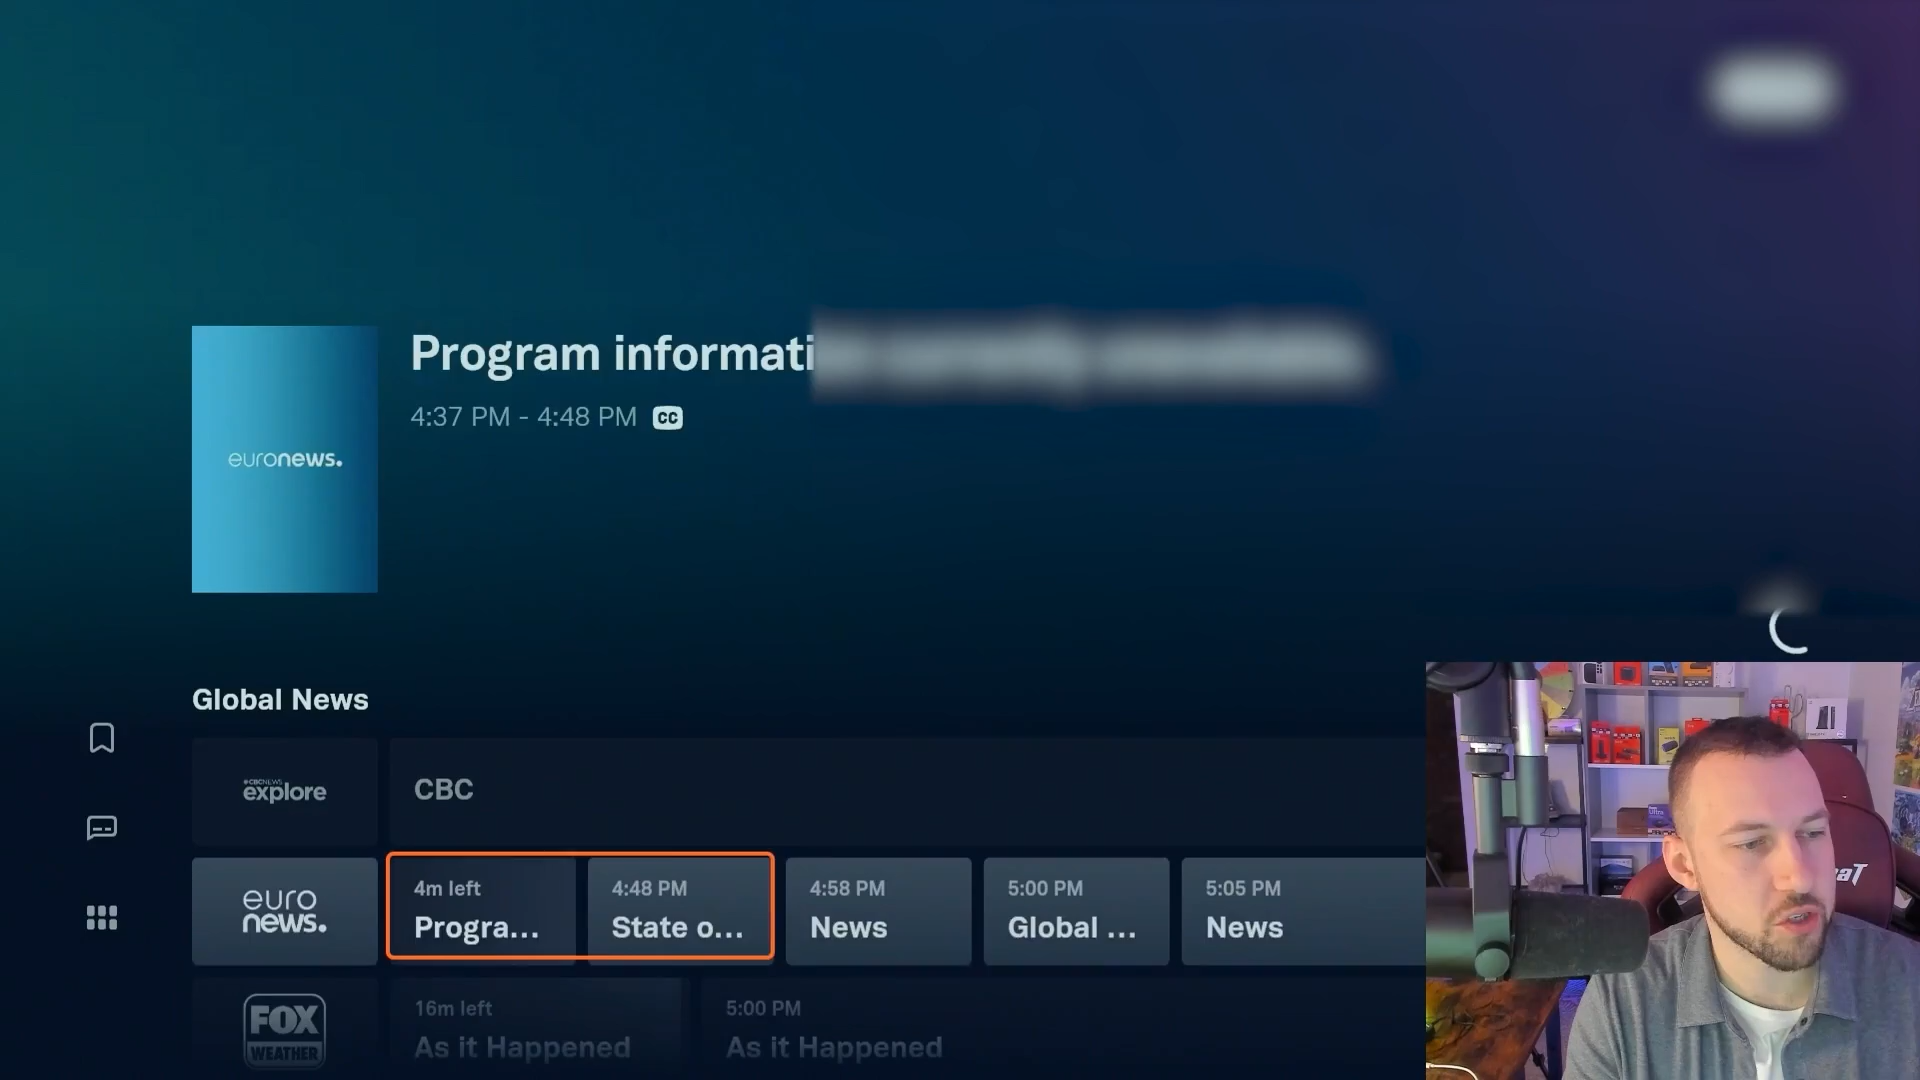 Program informati
4:37 PM - 4:48 PM CC
euronews.
Global News
CBCNEWS
explore
CBC
euro
news.
4m left
Progra...
4:48 PM
State o...
4:58 PM
News
5:00 PM
Global ...
5:05 PM
News
FOX
WEATHER
16m left
As it Happened
5:00 PM
As it Happened